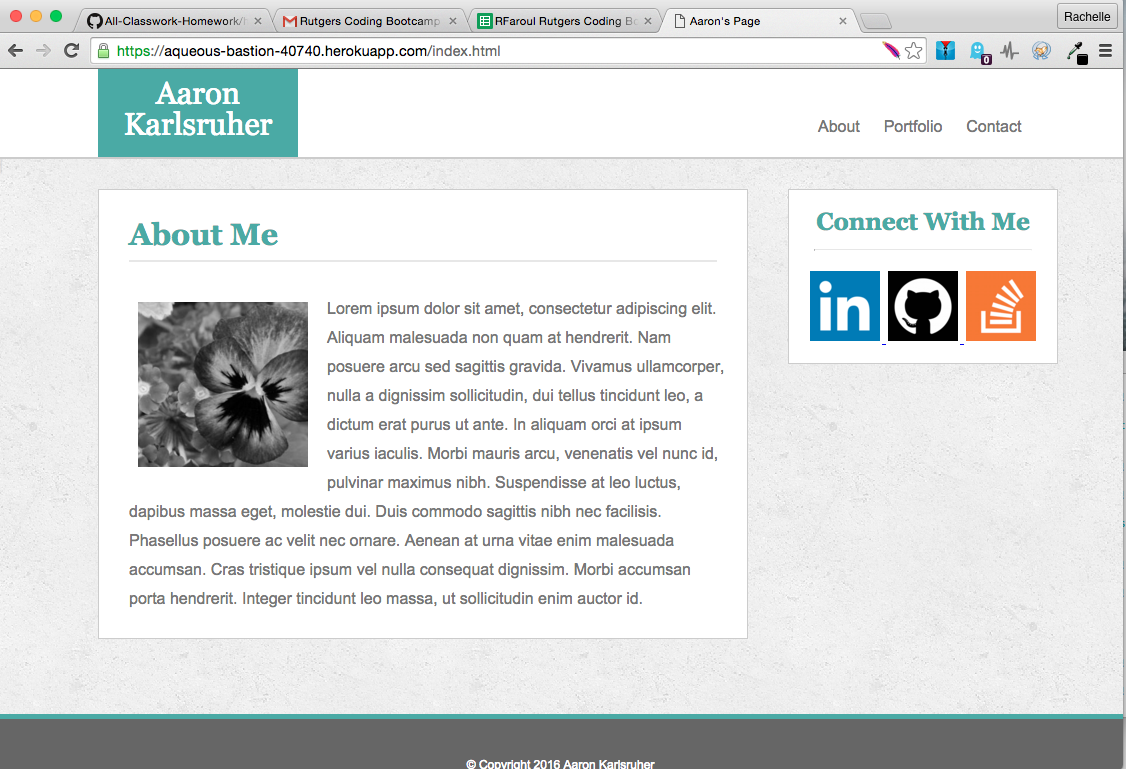 All-Classwork-Homework/
Rutgers Coding Bootcamp
RFaroul Rutgers Coding Bo
Aaron's Page
Rachelle
https://aqueous-bastion-40740.herokuapp.com/index.html
0
Aaron
Karlsruher
About Portfolio Contact
About Me
Lorem ipsum dolor sit amet, consectetur adipiscing elit.
Aliquam malesuada non quam at hendrerit. Nam
posuere arcu sed sagittis gravida. Vivamus ullamcorper,
nulla a dignissim sollicitudin, dui tellus tincidunt leo, a
dictum erat purus ut ante. In aliquam orci at ipsum
varius iaculis. Morbi mauris arcu, venenatis vel nunc id,
pulvinar maximus nibh. Suspendisse at leo luctus,
dapibus massa eget, molestie dui. Duis commodo sagittis nibh nec facilisis.
Phasellus posuere ac velit nec ornare. Aenean at urna vitae enim malesuada
accumsan. Cras tristique ipsum vel nulla consequat dignissim. Morbi accumsan
porta hendrerit. Integer tincidunt leo massa, ut sollicitudin enim auctor id.
Connect With Me
in
© Copyright 2016 Aaron Karlsruher